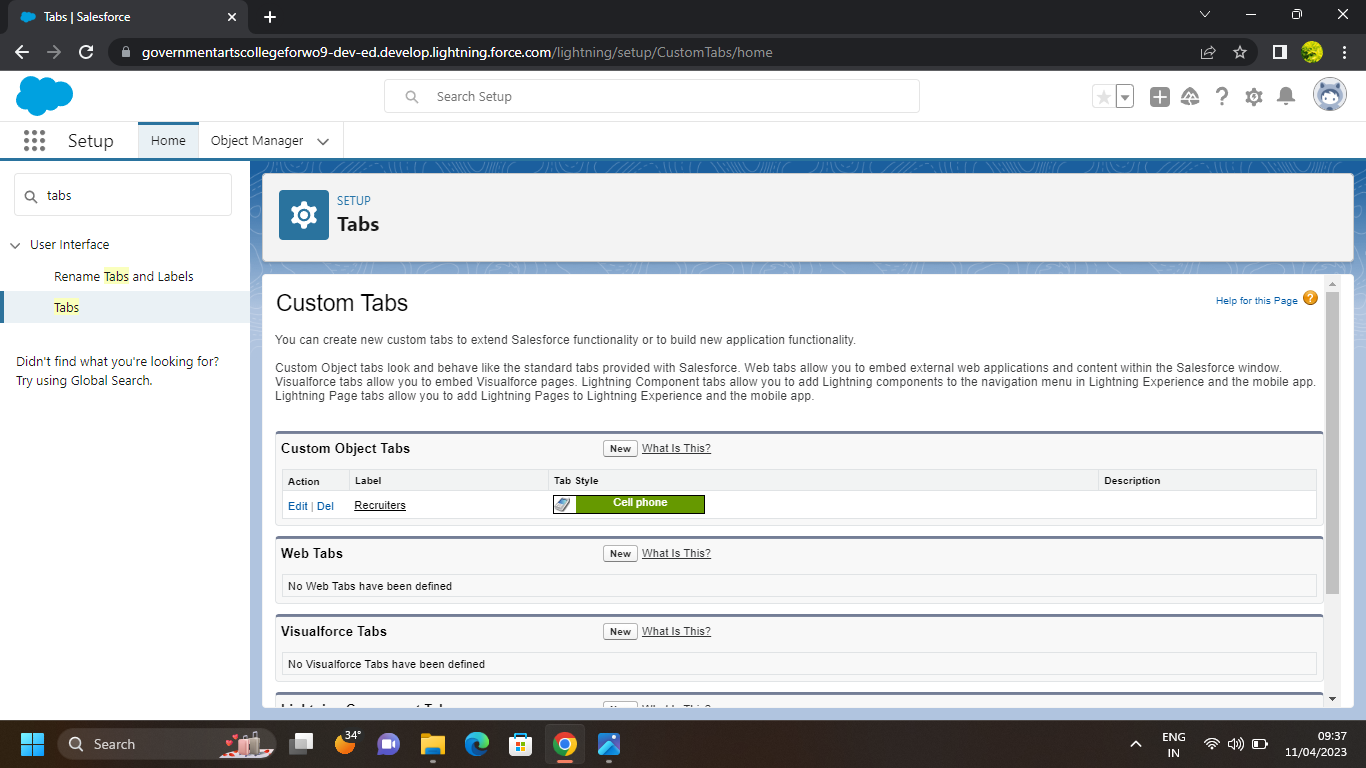 Tabs | Salesforce
governmentartscollegeforwo9-dev-ed.develop.lightning.force.com/lightning/setup/CustomTabs/home
Search Setup
Setup
Home
Object Manager
tabs
User Interface
Rename Tabs and Labels
Tabs
Didn't find what you're looking for?
Try using Global Search.
SETUP
Tabs
Custom Tabs
Help for this Page
You can create new custom tabs to extend Salesforce functionality or to build new application functionality.
Custom Object tabs look and behave like the standard tabs provided with Salesforce. Web tabs allow you to embed external web applications and content within the Salesforce window.
Visualforce tabs allow you to embed Visualforce pages. Lightning Component tabs allow you to add Lightning components to the navigation menu in Lightning Experience and the mobile app.
Lightning Page tabs allow you to add Lightning Pages to Lightning Experience and the mobile app.
Custom Object Tabs New What Is This?
Action Label Tab Style Description
Edit | Del Recruiters Cell phone
Web Tabs New What Is This?
No Web Tabs have been defined
Visualforce Tabs New What Is This?
No Visualforce Tabs have been defined
Search
34°
ENG
IN
09:37
11/04/2023